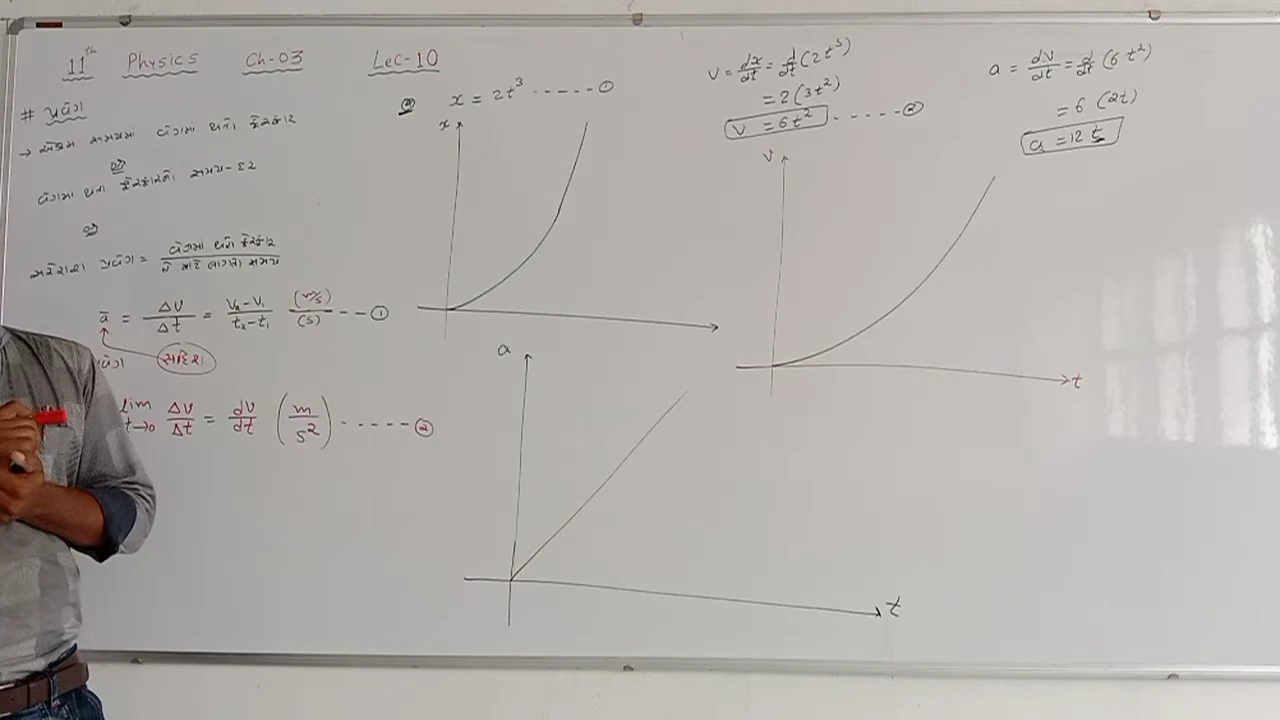 11th Physics Ch-03 Lec-10
# પ્રવેગ
→ એકમ સમયમાં વેગમાં થતો ફેરફાર
OR
વેગમાં થતા ફેરફારનો સમય-દર
OR
સરેરાશ પ્રવેગ = વેગમાં થતો ફેરફાર / તે માટે લાગતો સમય
a̅ = ΔV/Δt = (V₂-V₁)/(t₂-t₁) (m/s)/(s) --- ①
સદિશ
વેગ
lim t→0 ΔV/Δt = dV/dt (m/s²) ----- ②
x = 2t³ ----- ①
x
V = dx/dt = d/dt (2t³)
= 2(3t²)
V = 6t² ----- ②
V
t
a = dV/dt = d/dt (6t²)
= 6 (2t)
a = 12 t
a
t